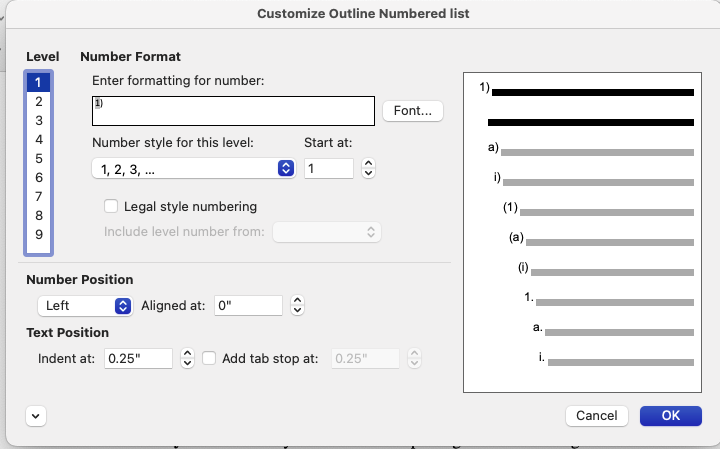 Customize Outline Numbered list
Level
1
2
3
4
5
6
7
8
9
Number Format
Enter formatting for number:
1)
Font...
Number style for this level:
Start at:
1, 2, 3, ...
1
Legal style numbering
Include level number from:
Number Position
Left
Aligned at:
0"
Text Position
Indent at:
0.25"
Add tab stop at:
0.25"
1)
a)
i)
(1)
(a)
(i)
1.
a.
i.
Cancel
OK